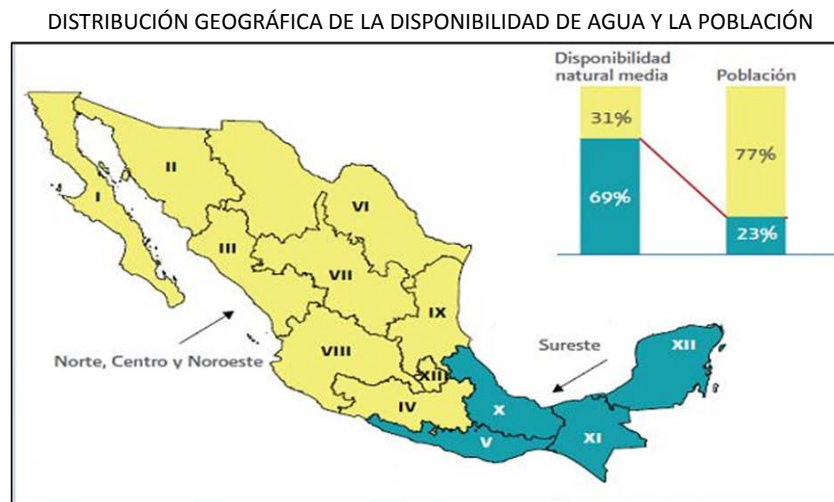 DISTRIBUCIÓN GEOGRÁFICA DE LA DISPONIBILIDAD DE AGUA Y LA POBLACIÓN
Disponibilidad
natural media
Población
31%
77%
69%
23%
I
II
III
VI
VII
IX
VIII
XIII
IV
X
V
XI
XII
Norte, Centro y Noroeste
Sureste